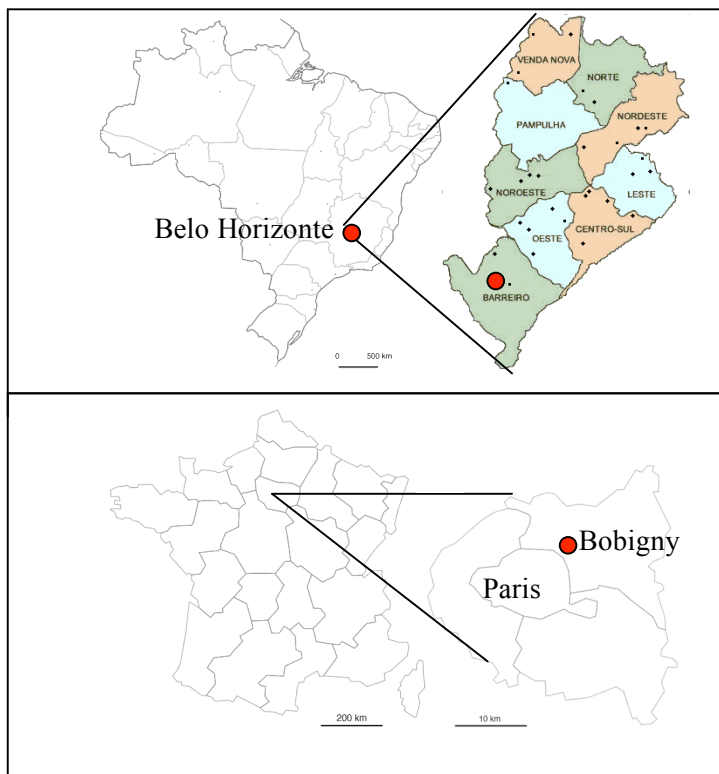 VENDA NOVA
NORTE
NORDESTE
PAMPULHA
NOROESTE
LESTE
Belo Horizonte
OESTE
CENTRO-SUL
BARREIRO
0 500 km
Bobigny
Paris
200 km
10 km